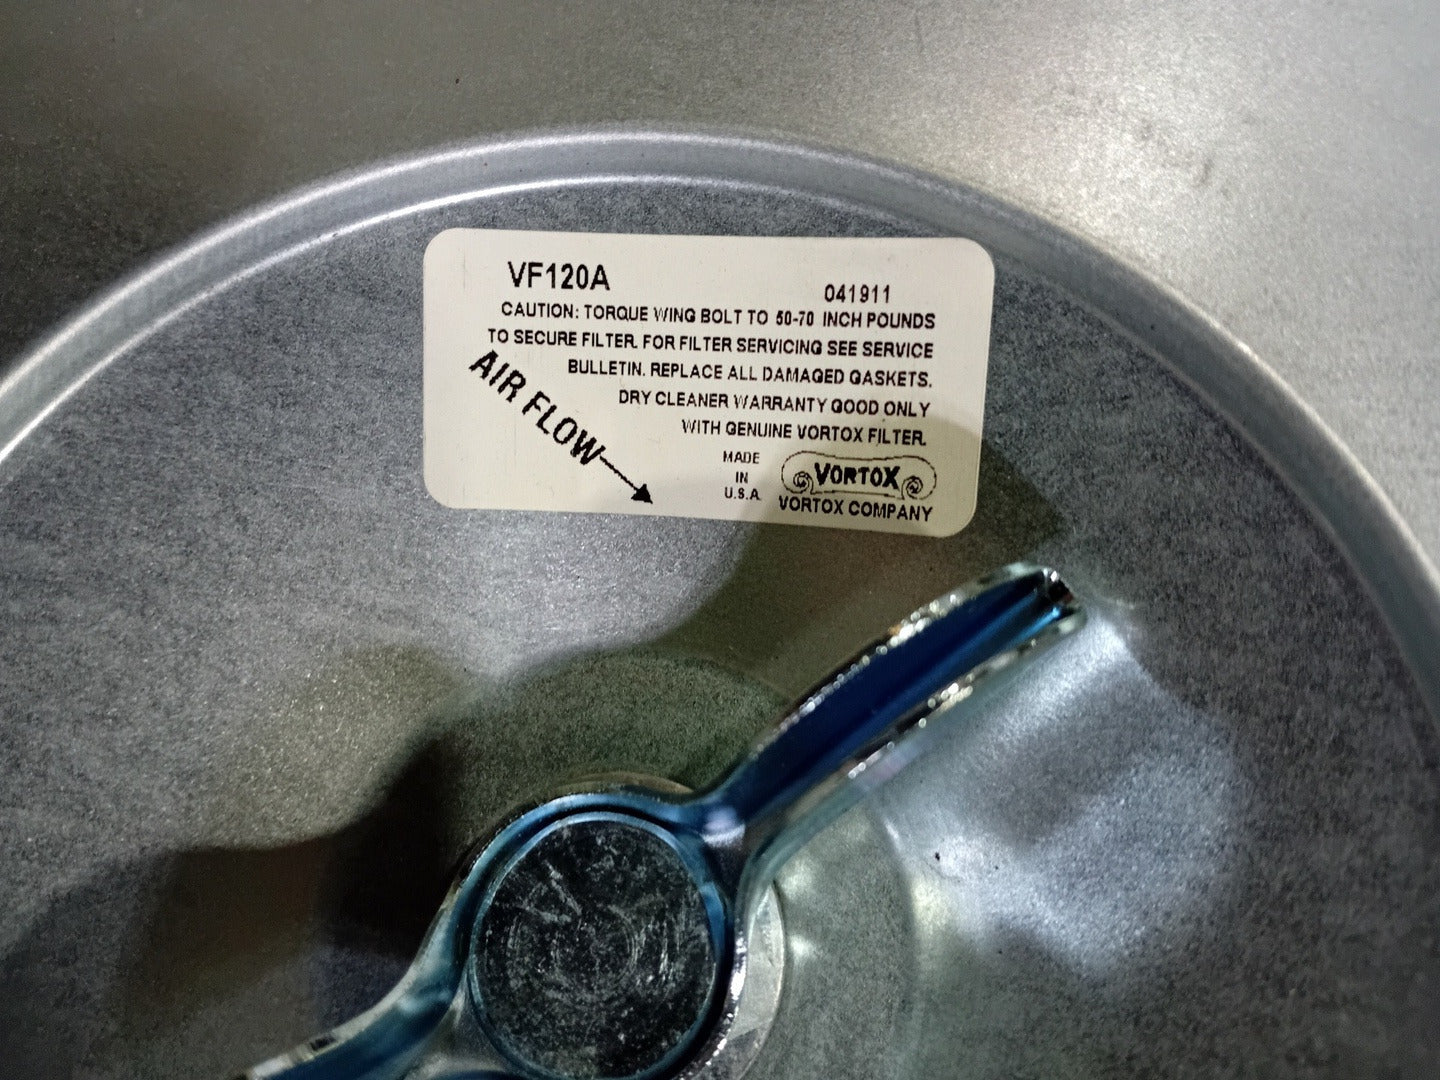 VF120A
041911
CAUTION: TORQUE WING BOLT TO 50-70 INCH POUNDS
TO SECURE FILTER. FOR FILTER SERVICING SEE SERVICE
BULLETIN. REPLACE ALL DAMAGED GASKETS.
DRY CLEANER WARRANTY GOOD ONLY
WITH GENUINE VORTOX FILTER.
AIR FLOW
MADE
IN
U.S.A.
VORTOX
VORTOX COMPANY